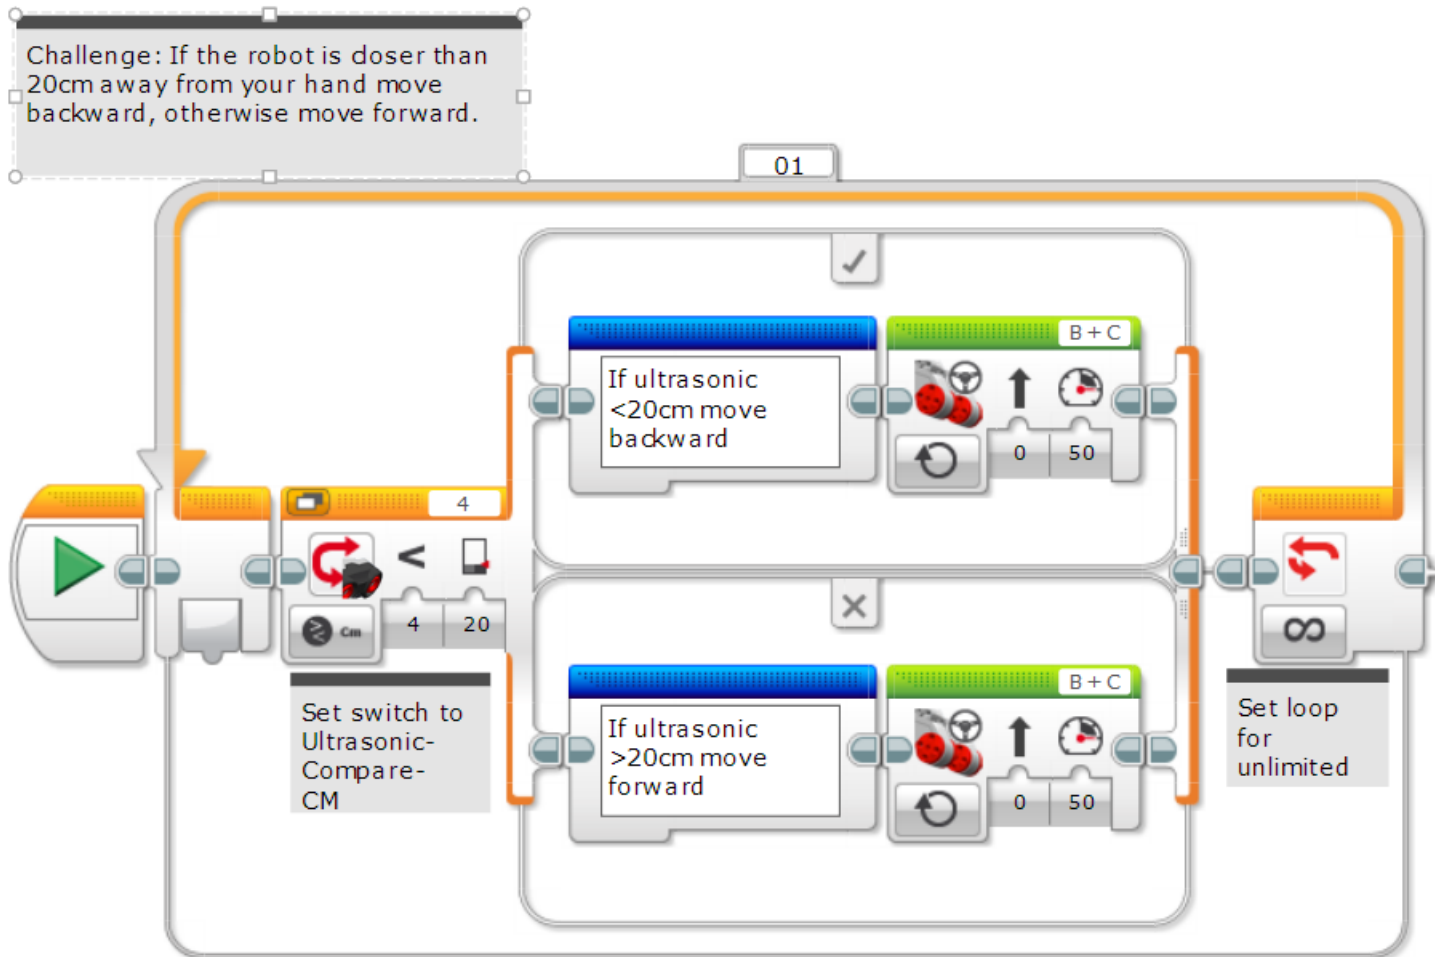 Challenge: If the robot is closer than
20cm away from your hand move
backward, otherwise move forward.
01
If ultrasonic
<20cm move
backward
B + C
0 50
4
Cm
< 
4 20
∞
Set switch to
Ultrasonic-
Compare-
CM
If ultrasonic
>20cm move
forward
B + C
0 50
Set loop
for
unlimited